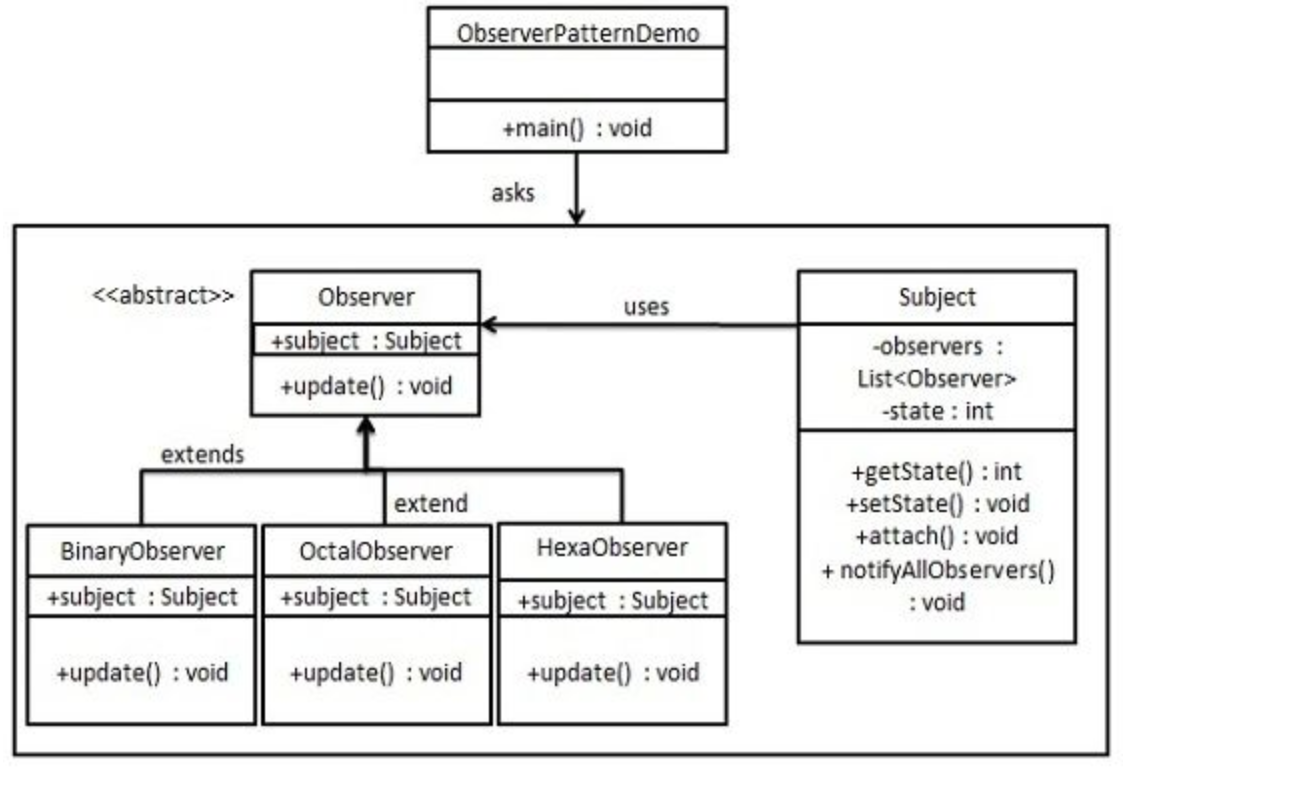 ObserverPatternDemo
+main() : void
asks
<<abstract>>
Observer
+subject : Subject
+update() : void
uses
Subject
-observers :
List<Observer>
-state : int
+getState() : int
+setState() : void
+attach() : void
+ notifyAllObservers()
: void
extends
extend
BinaryObserver
+subject : Subject
+update() : void
OctalObserver
+subject : Subject
+update() : void
HexaObserver
+subject : Subject
+update() : void